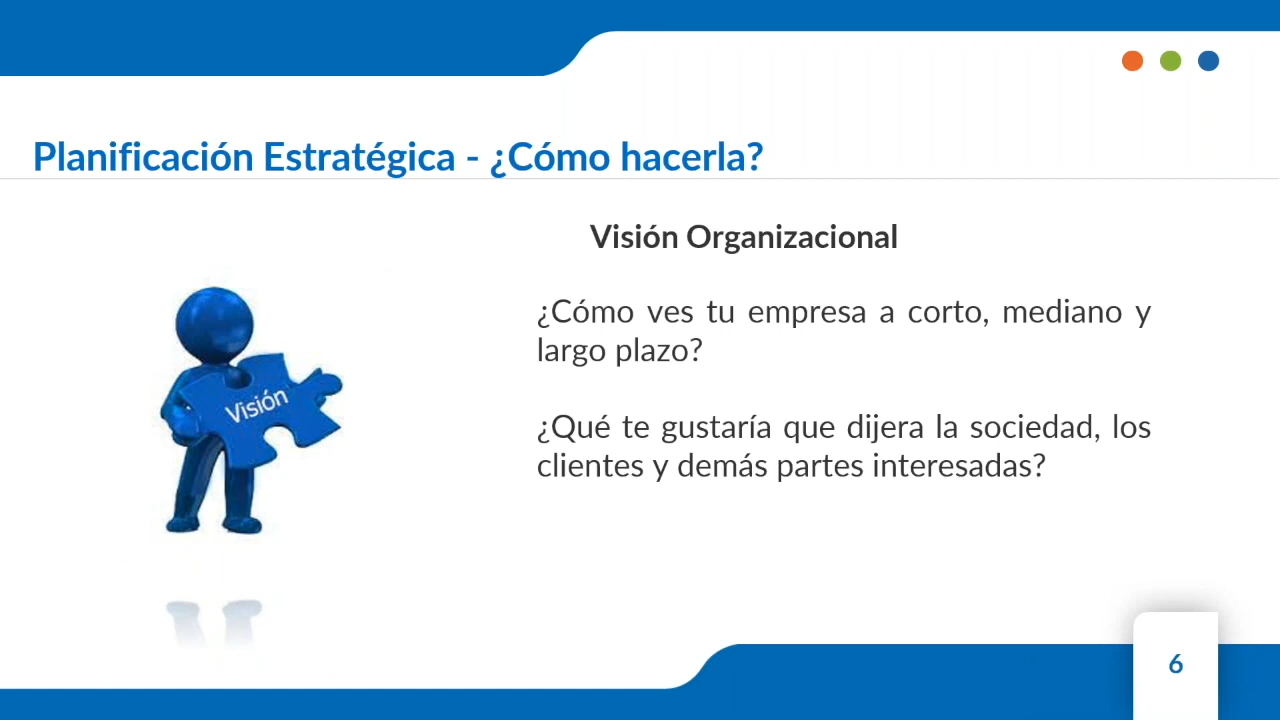 Planificación Estratégica - ¿Cómo hacerla?
Visión Organizacional
¿Cómo ves tu empresa a corto, mediano y
largo plazo?
¿Qué te gustaría que dijera la sociedad, los
clientes y demás partes interesadas?
Visión
6